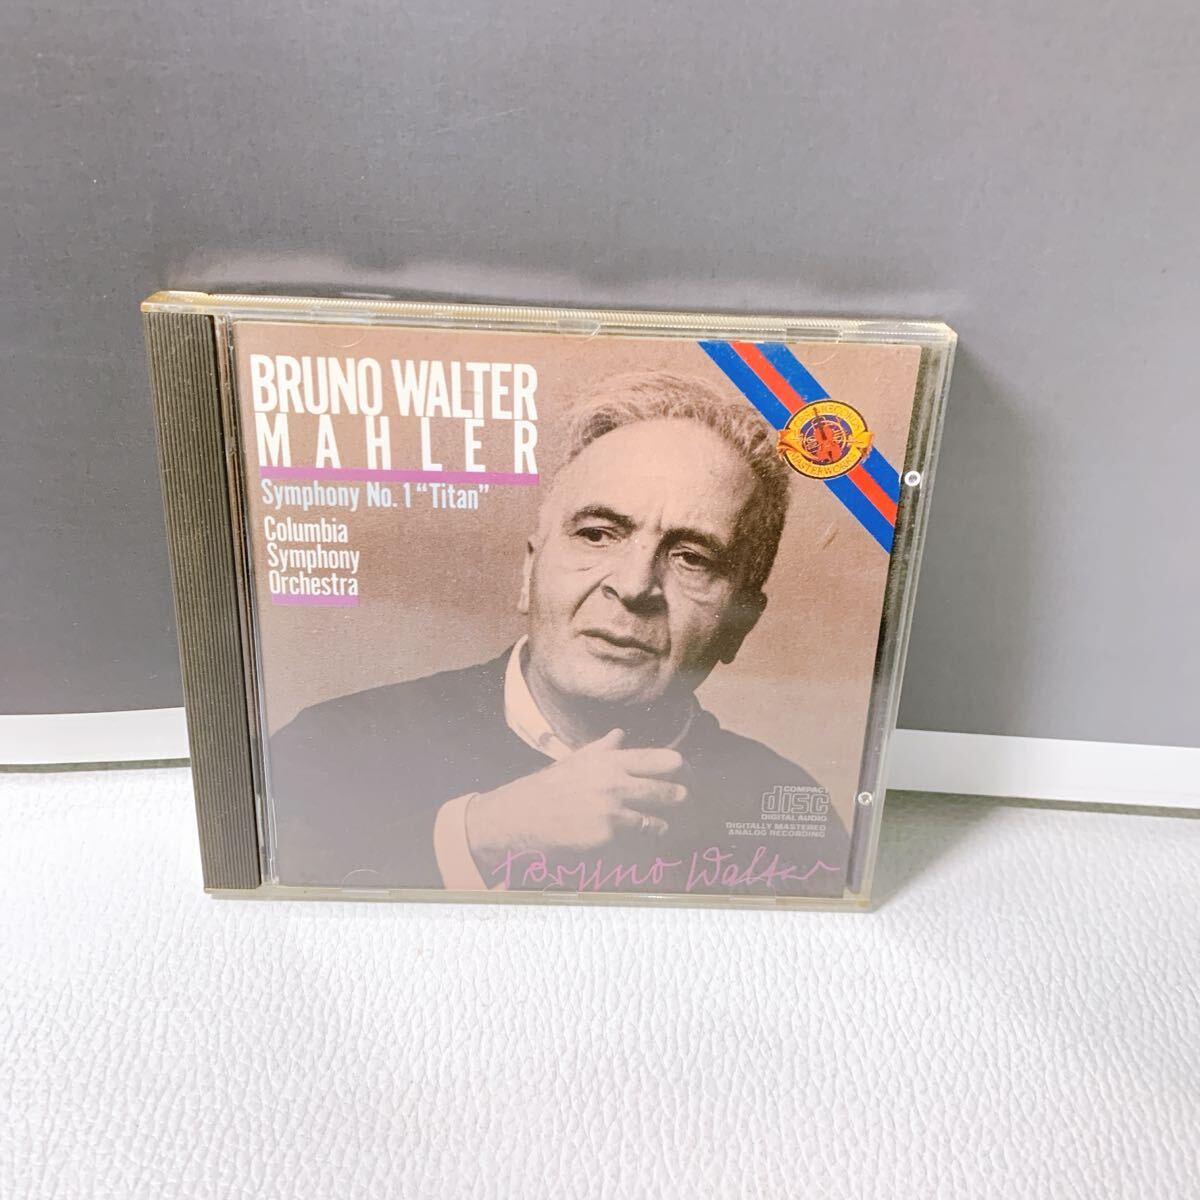 BRUNO WALTER
MAHLER
Symphony No. 1 "Titan"
Columbia
Symphony
Orchestra
MASTERWORKS
COMPACT
disc
DIGITAL AUDIO
DIGITALLY MASTERED
ANALOG RECORDING
Bruno Walter